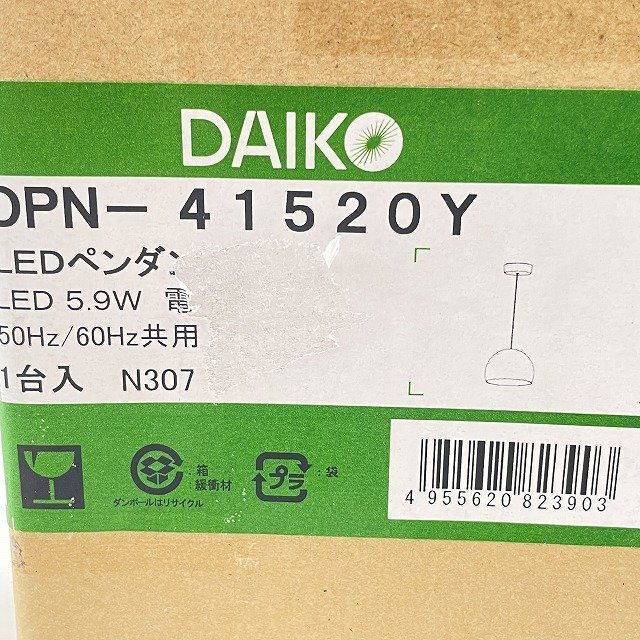 DAIKO
DPN-41520Y
LEDペンダン
LED 5.9W 電
50Hz/60Hz共用
1台入 N307
:箱
緩衝材
ダンボールはリサイクル
プラ
:袋
4 955620 823903